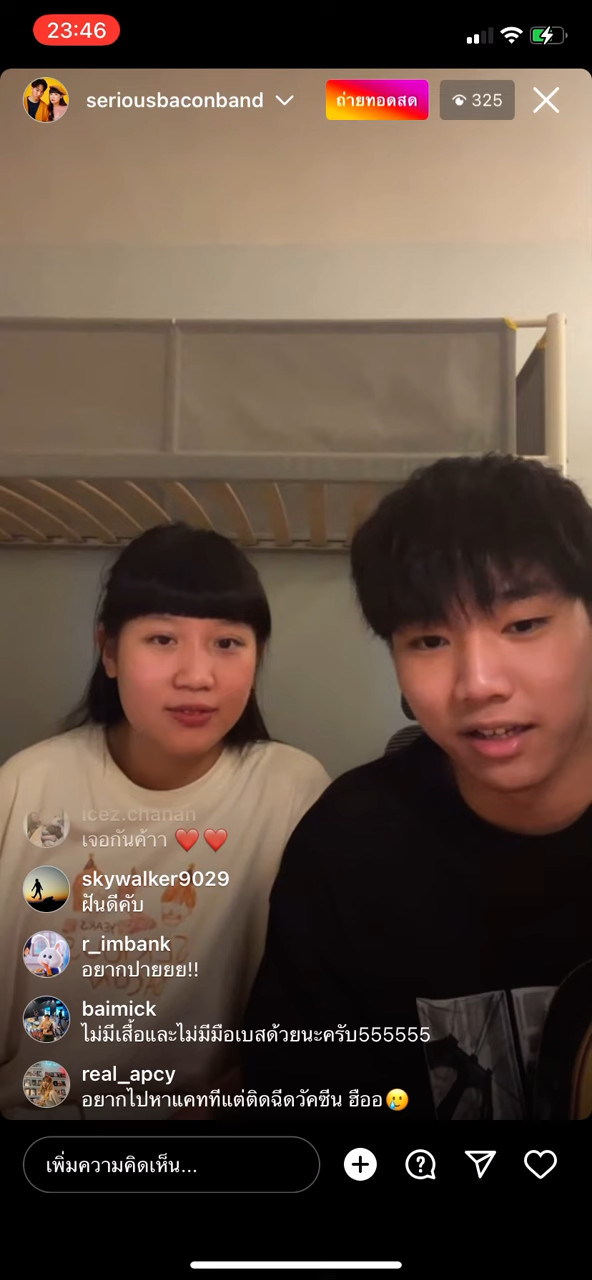 23:46
seriousbaconband
ถ่ายทอดสด
325
icez.chanan
เจอกันค้าา ❤️❤️
skywalker9029
ฝันดีคับ
r_imbank
อยากปายยย!!
baimick
ไม่มีเสื้อและไม่มีมือเบสด้วยนะครับ555555
real_apcy
อยากไปหาแคททีแต่ติดฉีดวัคซีน ฮืออ🥲
เพิ่มความคิดเห็น...